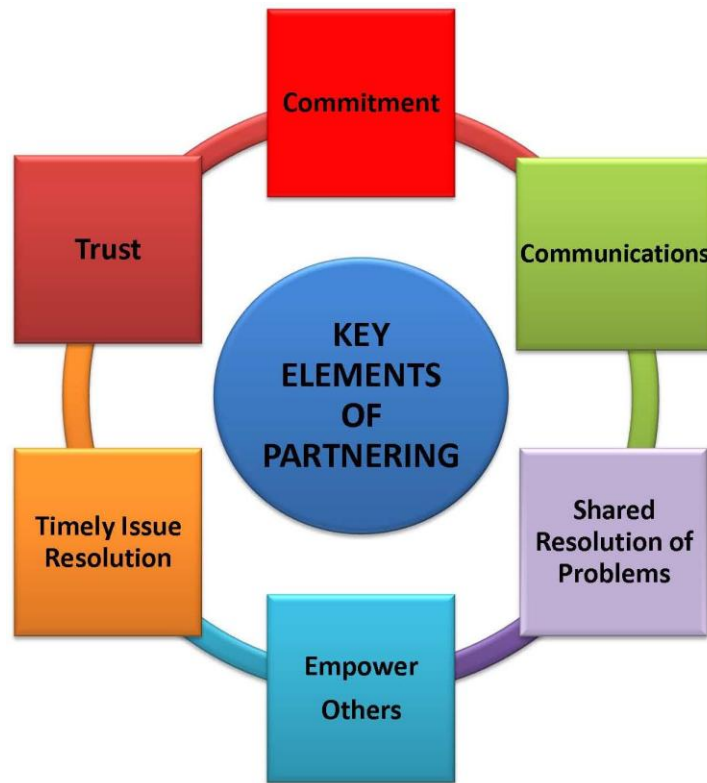 Commitment
Communications
Shared
Resolution of
Problems
Empower
Others
Timely Issue
Resolution
Trust
KEY
ELEMENTS
OF
PARTNERING